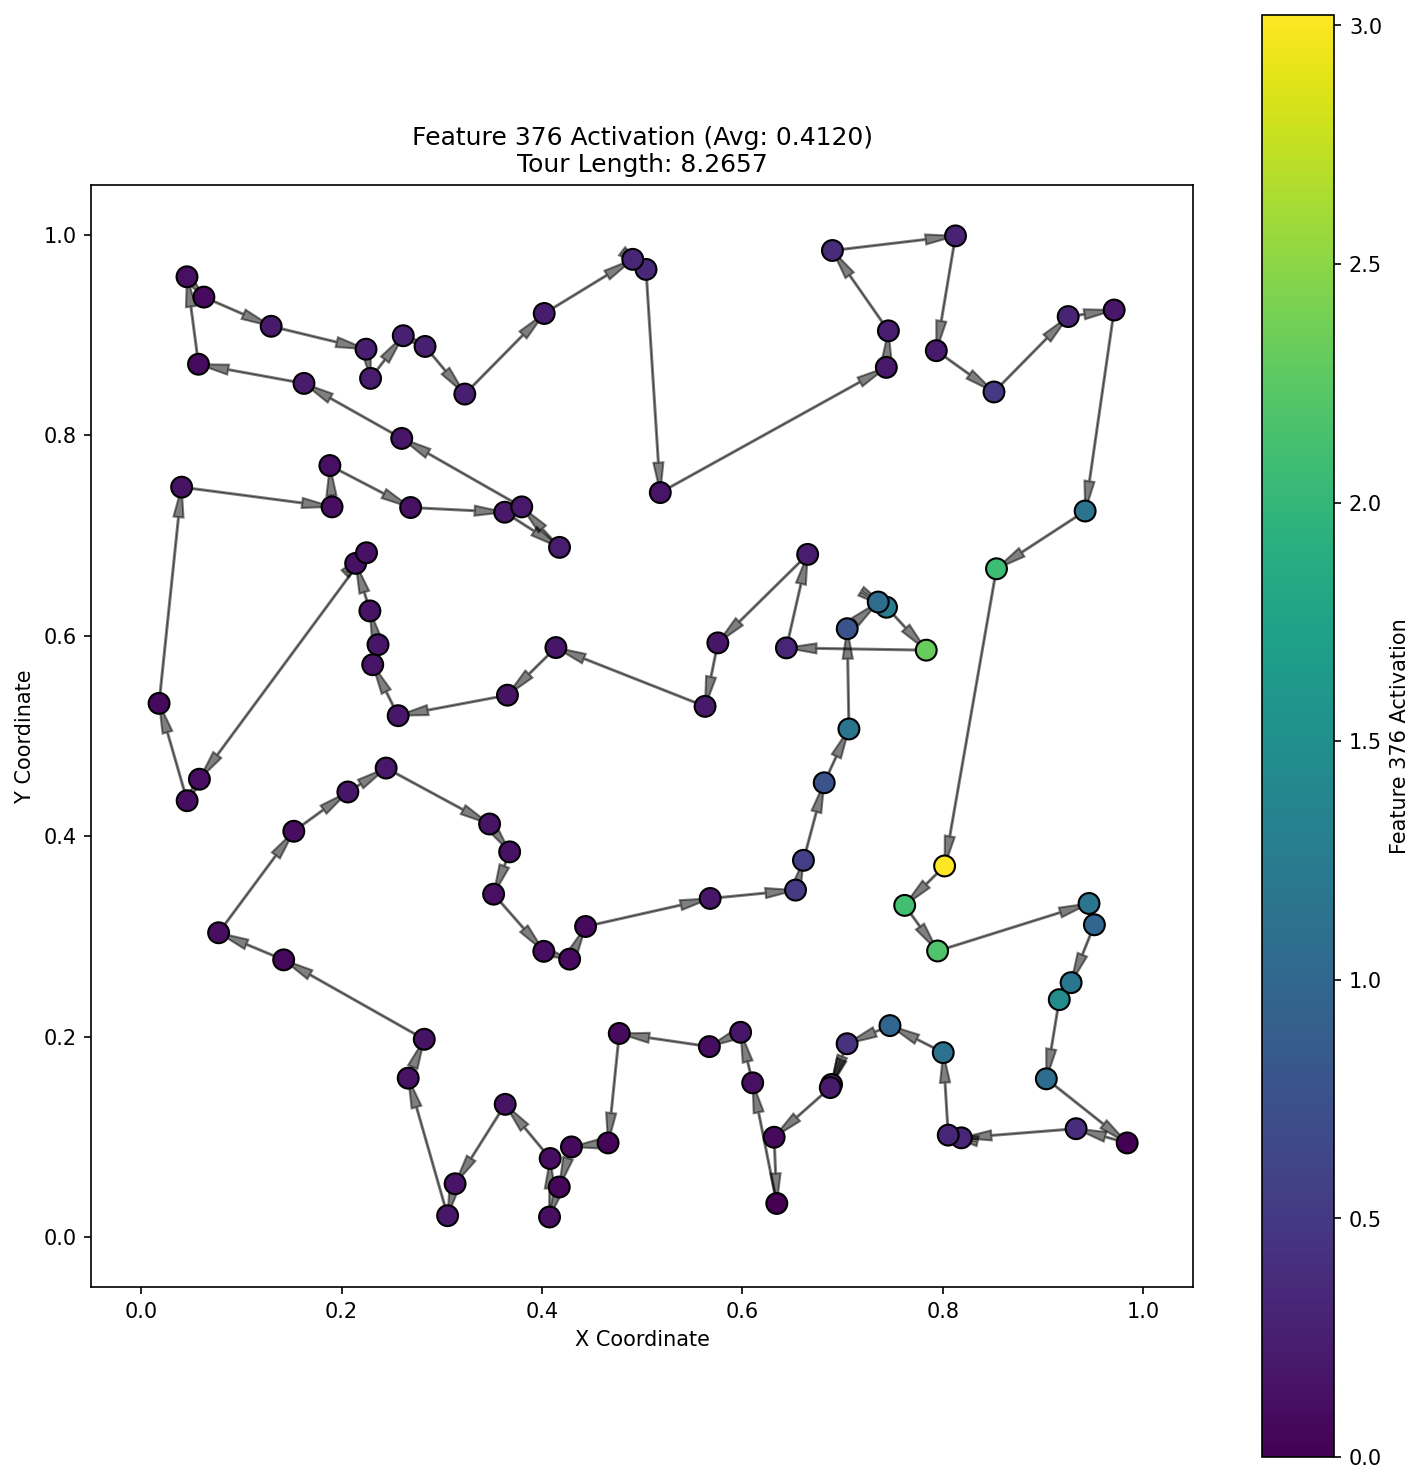 Feature 376 Activation (Avg: 0.4120)
Tour Length: 8.2657
Y Coordinate
1.0
0.8
0.6
0.4
0.2
0.0
0.0 0.2 0.4 0.6 0.8 1.0
X Coordinate
3.0
2.5
2.0
1.5
1.0
0.5
0.0
Feature 376 Activation